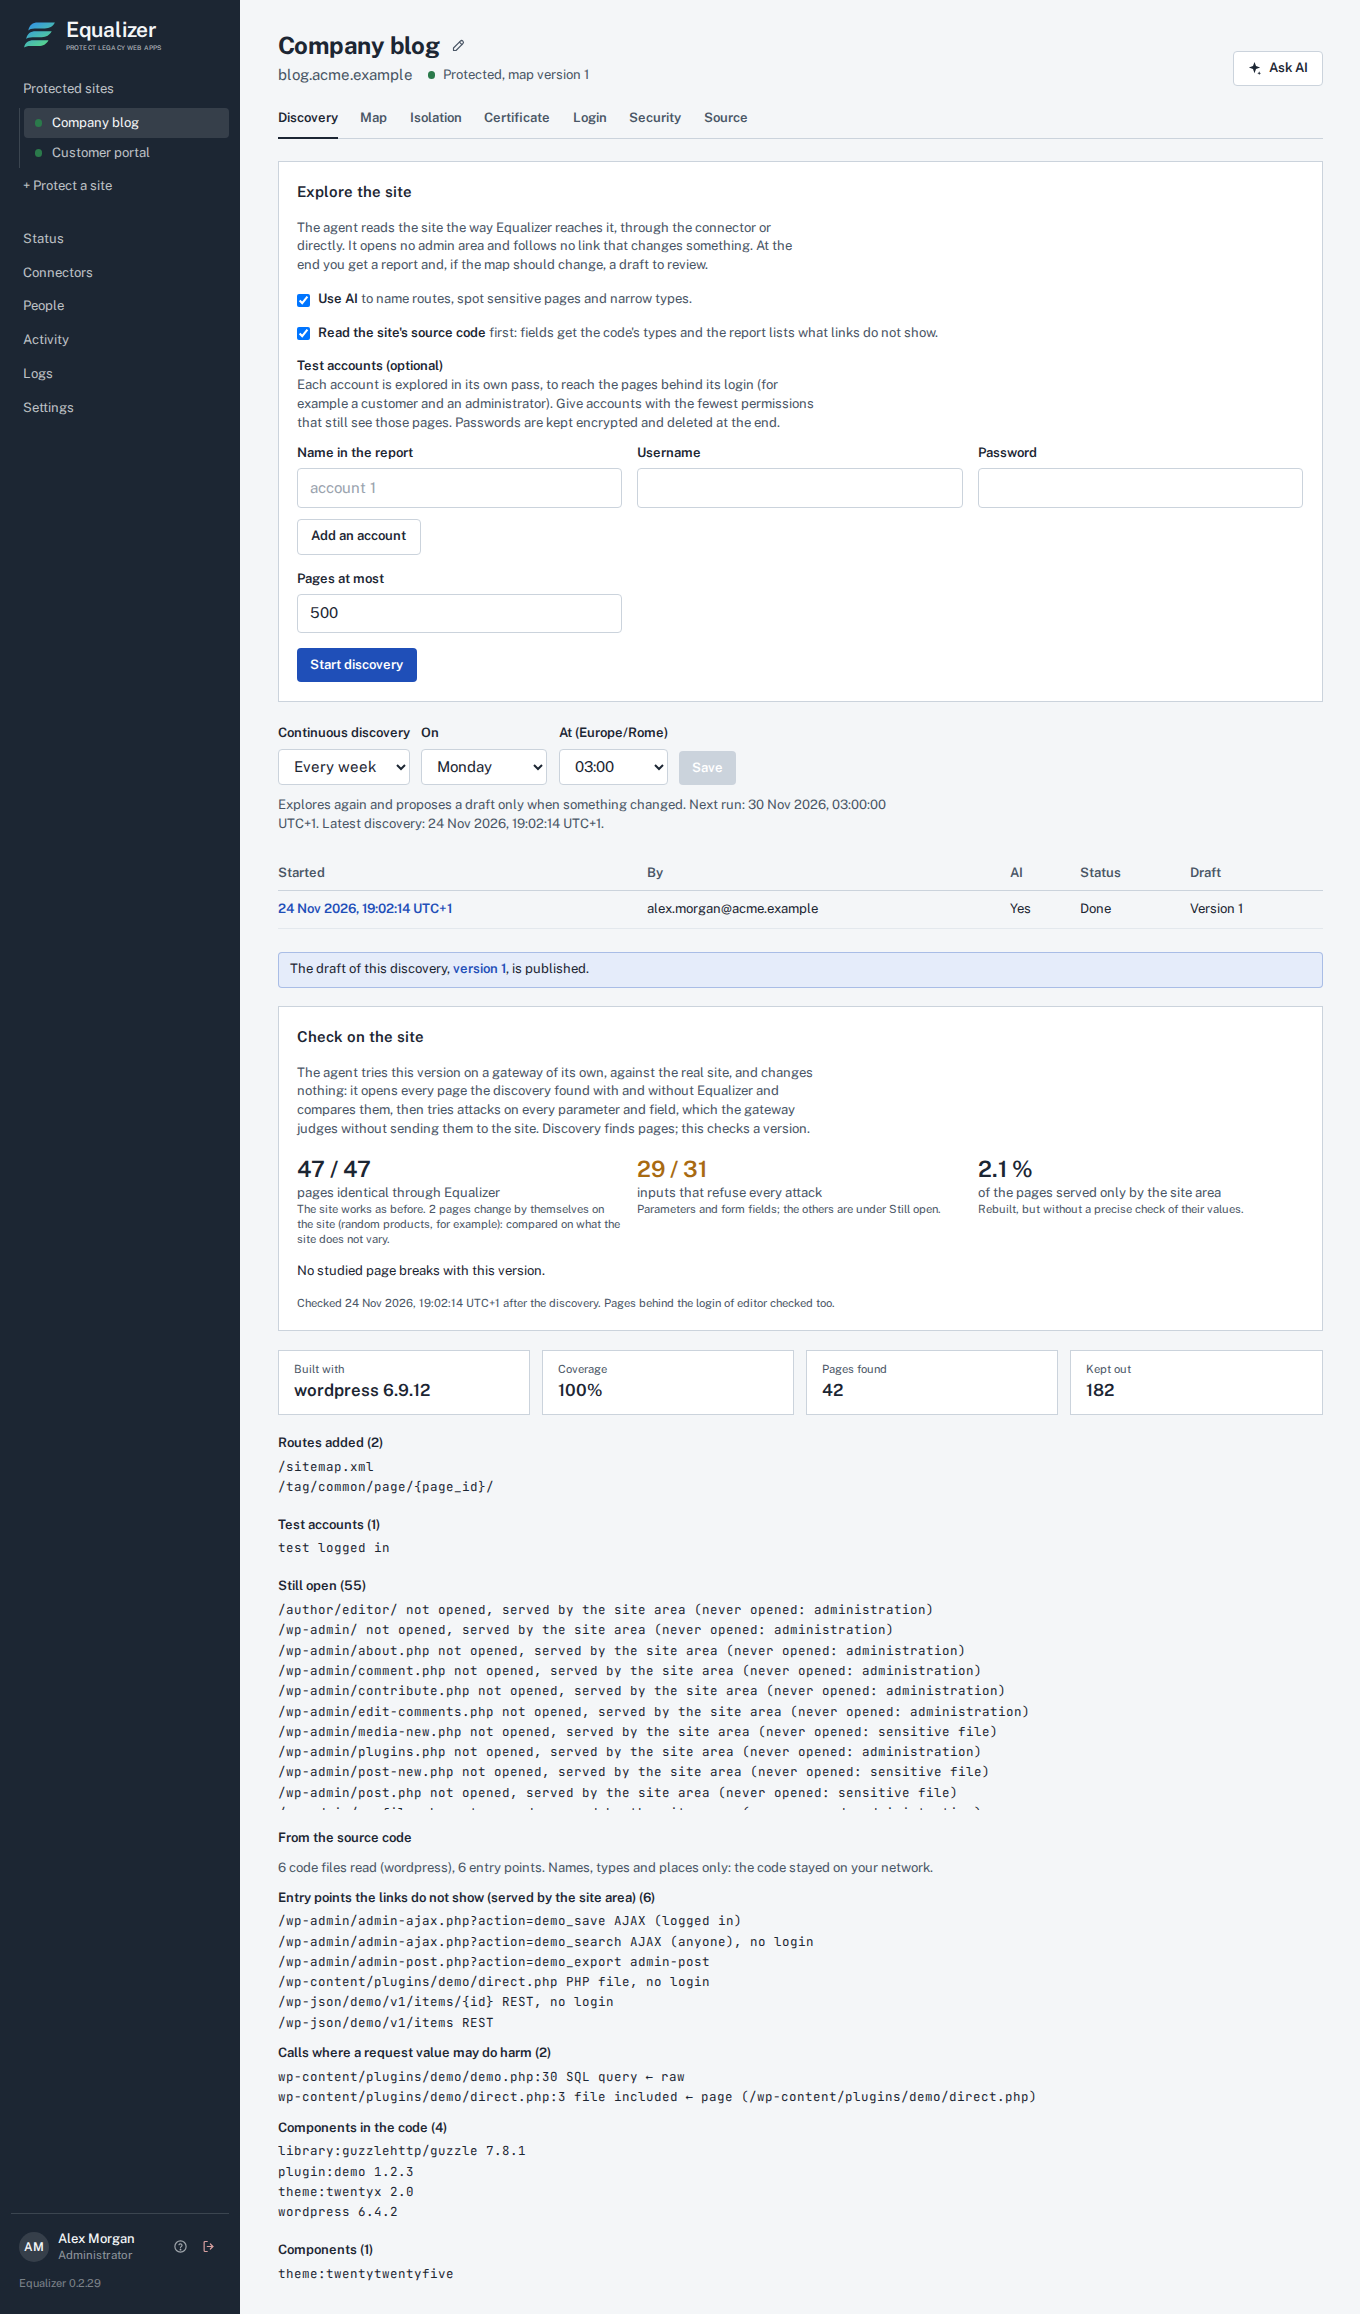 Equalizer
PROTECT LEGACY WEB APPS
Protected sites
Company blog
Customer portal
+ Protect a site
Status
Connectors
People
Activity
Logs
Settings
AM
Alex Morgan
Administrator
Equalizer 0.2.29
Company blog
blog.acme.example
Protected, map version 1
Ask AI
Discovery Map Isolation Certificate Login Security Source
Explore the site
The agent reads the site the way Equalizer reaches it, through the connector or
directly. It opens no admin area and follows no link that changes something. At the
end you get a report and, if the map should change, a draft to review.
Use AI to name routes, spot sensitive pages and narrow types.
Read the site's source code first: fields get the code's types and the report lists what links do not show.
Test accounts (optional)
Each account is explored in its own pass, to reach the pages behind its login (for
example a customer and an administrator). Give accounts with the fewest permissions
that still see those pages. Passwords are kept encrypted and deleted at the end.
Name in the report Username Password
account 1
Add an account
Pages at most
500
Start discovery
Continuous discovery On At (Europe/Rome)
Every week Monday 03:00 Save
Explores again and proposes a draft only when something changed. Next run: 30 Nov 2026, 03:00:00
UTC+1. Latest discovery: 24 Nov 2026, 19:02:14 UTC+1.
Started By AI Status Draft
24 Nov 2026, 19:02:14 UTC+1 alex.morgan@acme.example Yes Done Version 1
The draft of this discovery, version 1, is published.
Check on the site
The agent tries this version on a gateway of its own, against the real site, and changes
nothing: it opens every page the discovery found with and without Equalizer and
compares them, then tries attacks on every parameter and field, which the gateway
judges without sending them to the site. Discovery finds pages; this checks a version.
47 / 47
pages identical through Equalizer
The site works as before. 2 pages change by themselves on
the site (random products, for example): compared on what the
site does not vary.
29 / 31
inputs that refuse every attack
Parameters and form fields; the others are under Still open.
2.1 %
of the pages served only by the site area
Rebuilt, but without a precise check of their values.
No studied page breaks with this version.
Checked 24 Nov 2026, 19:02:14 UTC+1 after the discovery. Pages behind the login of editor checked too.
Built with
wordpress 6.9.12
Coverage
100%
Pages found
42
Kept out
182
Routes added (2)
/sitemap.xml
/tag/common/page/{page_id}/
Test accounts (1)
test logged in
Still open (55)
/author/editor/ not opened, served by the site area (never opened: administration)
/wp-admin/ not opened, served by the site area (never opened: administration)
/wp-admin/about.php not opened, served by the site area (never opened: administration)
/wp-admin/comment.php not opened, served by the site area (never opened: administration)
/wp-admin/contribute.php not opened, served by the site area (never opened: administration)
/wp-admin/edit-comments.php not opened, served by the site area (never opened: administration)
/wp-admin/media-new.php not opened, served by the site area (never opened: sensitive file)
/wp-admin/plugins.php not opened, served by the site area (never opened: administration)
/wp-admin/post-new.php not opened, served by the site area (never opened: sensitive file)
/wp-admin/post.php not opened, served by the site area (never opened: sensitive file)
From the source code
6 code files read (wordpress), 6 entry points. Names, types and places only: the code stayed on your network.
Entry points the links do not show (served by the site area) (6)
/wp-admin/admin-ajax.php?action=demo_save AJAX (logged in)
/wp-admin/admin-ajax.php?action=demo_search AJAX (anyone), no login
/wp-admin/admin-post.php?action=demo_export admin-post
/wp-content/plugins/demo/direct.php PHP file, no login
/wp-json/demo/v1/items/{id} REST, no login
/wp-json/demo/v1/items REST
Calls where a request value may do harm (2)
wp-content/plugins/demo/demo.php:30 SQL query ← raw
wp-content/plugins/demo/direct.php:3 file included ← page (/wp-content/plugins/demo/direct.php)
Components in the code (4)
library:guzzlehttp/guzzle 7.8.1
plugin:demo 1.2.3
theme:twentyx 2.0
wordpress 6.4.2
Components (1)
theme:twentytwentyfive